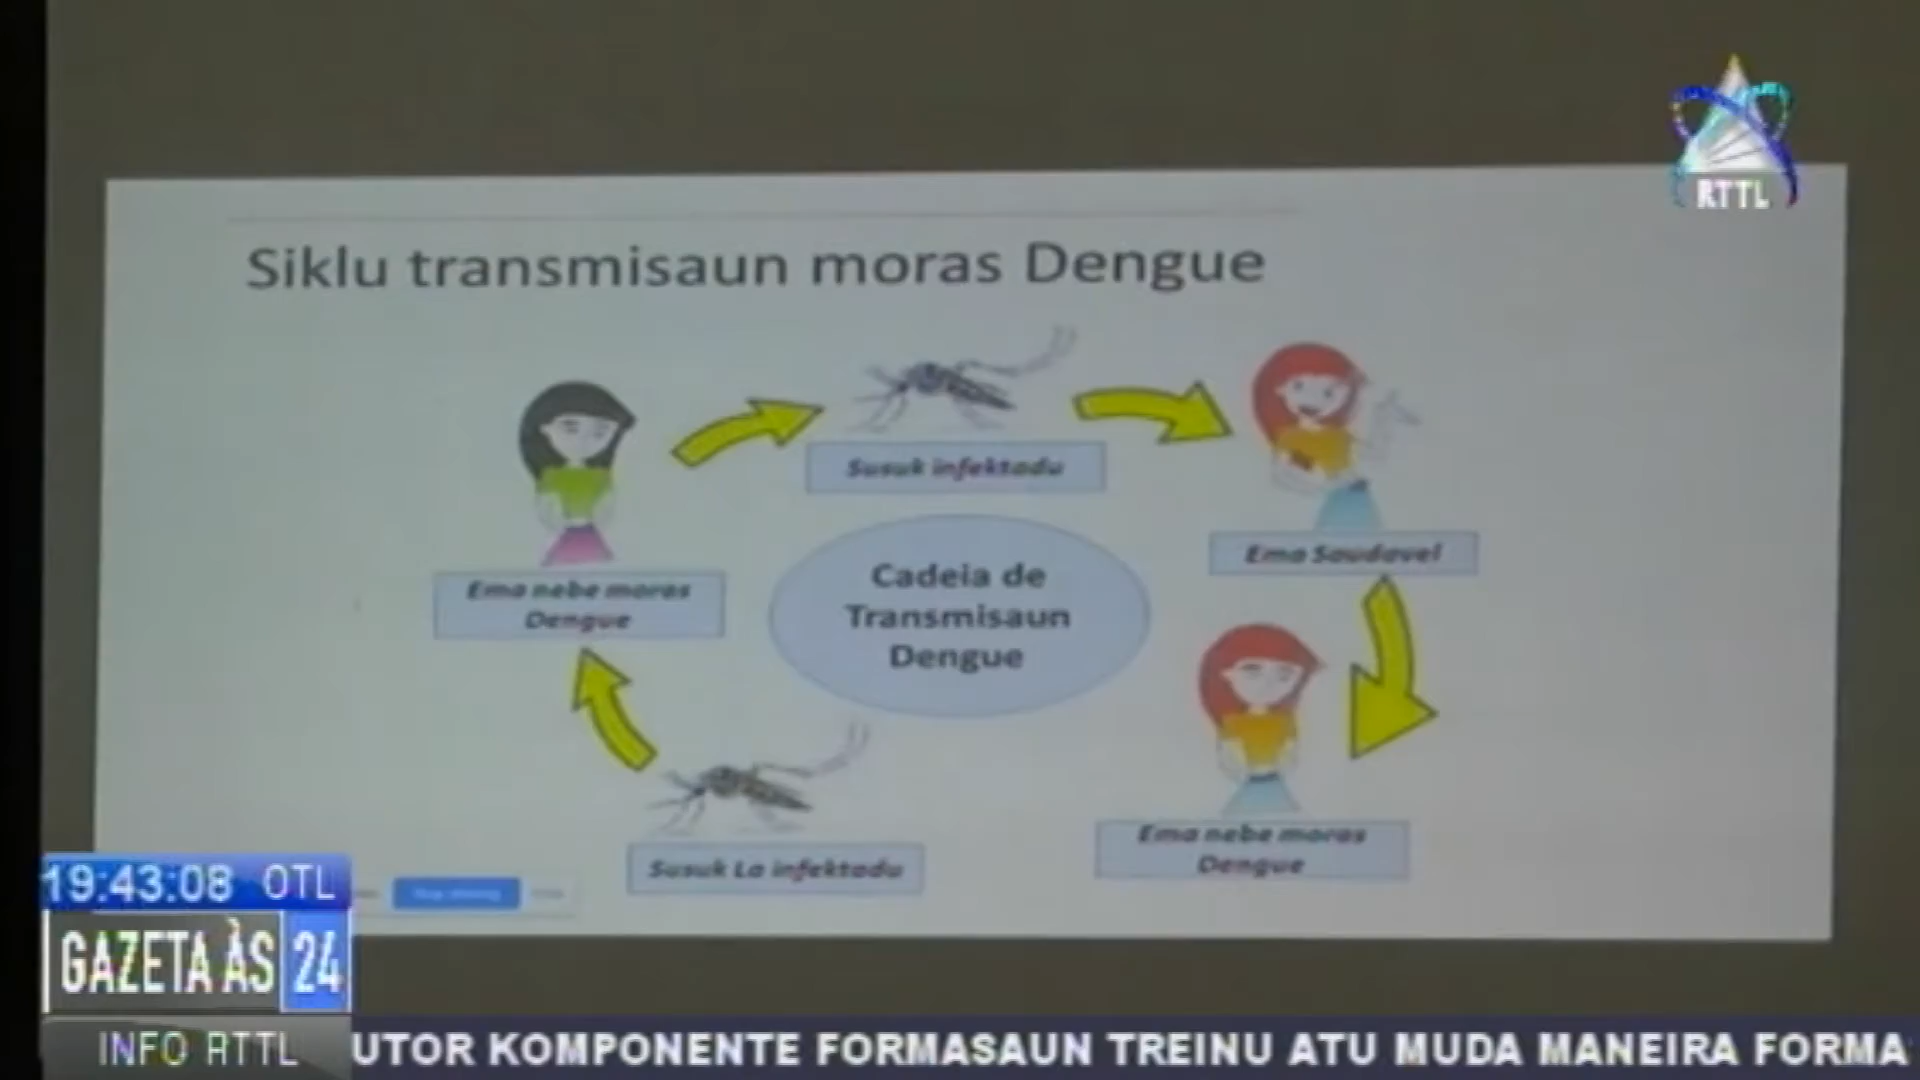 RTTL
Siklu transmisaun moras Dengue
Susuk infektadu
Ema Saudavel
Ema nebe moras
Dengue
Cadeia de
Transmisaun
Dengue
Ema nebe moras
Dengue
Susuk La infektadu
19:43:08 OTL
GAZETA ÀS 24
INFO RTTL
UTOR KOMPONENTE FORMASAUN TREINU ATU MUDA MANEIRA FORMA